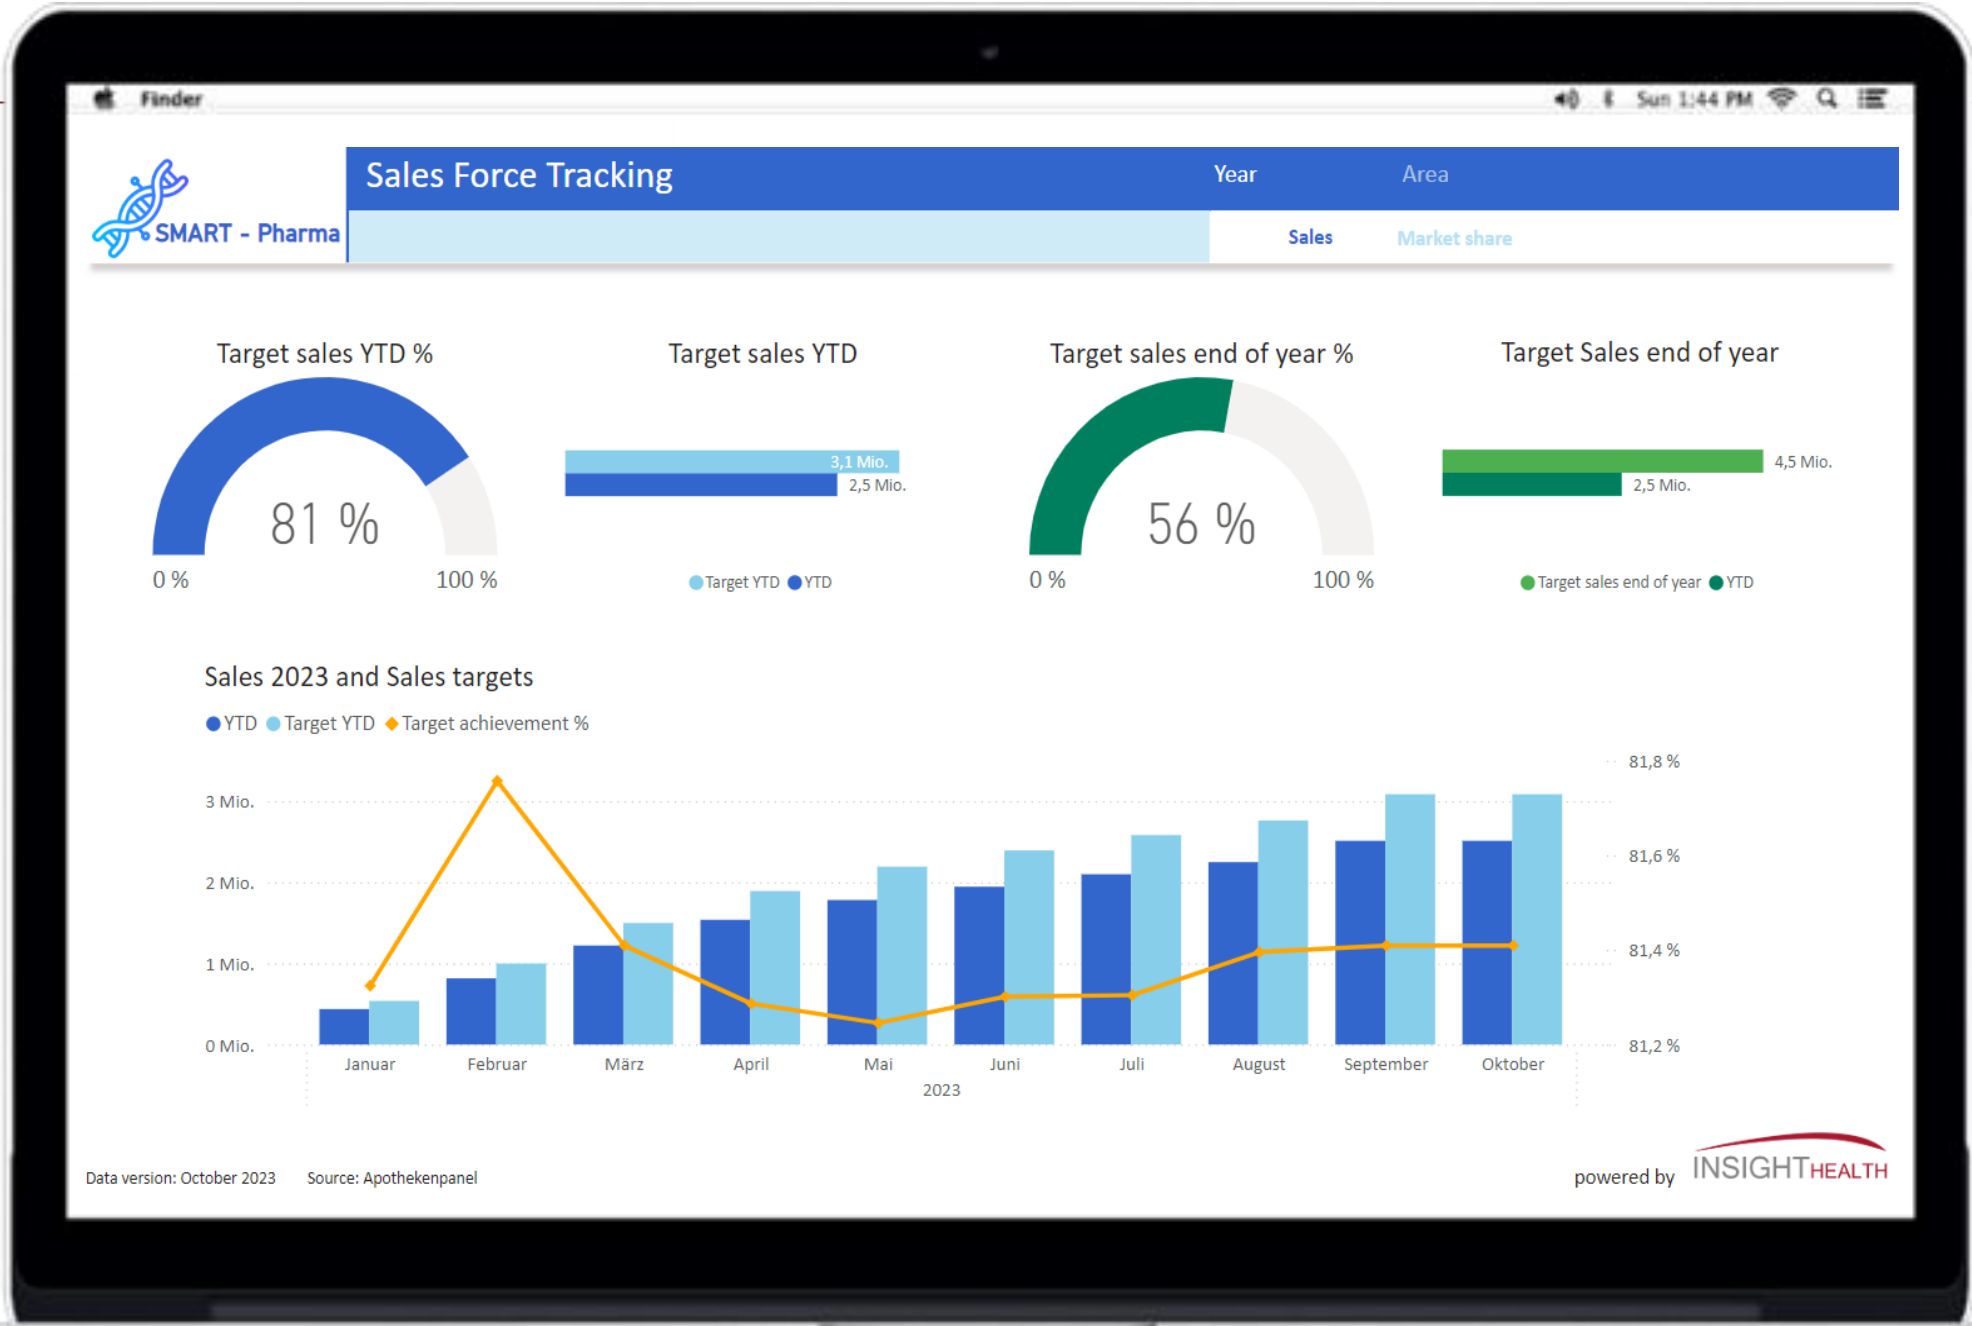 Finder
Sun 1:44 PM
Sales Force Tracking
Year
Area
SMART - Pharma
Sales
Market share
Target sales YTD %
Target sales YTD
Target sales end of year %
Target Sales end of year
81 %
0 %
100 %
3,1 Mio.
2,5 Mio.
Target YTD YTD
56 %
0 %
100 %
4,5 Mio.
2,5 Mio.
Target sales end of year YTD
Sales 2023 and Sales targets
YTD Target YTD Target achievement %
3 Mio.
2 Mio.
1 Mio.
0 Mio.
81,8 %
81,6 %
81,4 %
81,2 %
Januar Februar März April Mai Juni Juli August September Oktober
2023
Data version: October 2023 Source: Apothekenpanel
powered by INSIGHT HEALTH